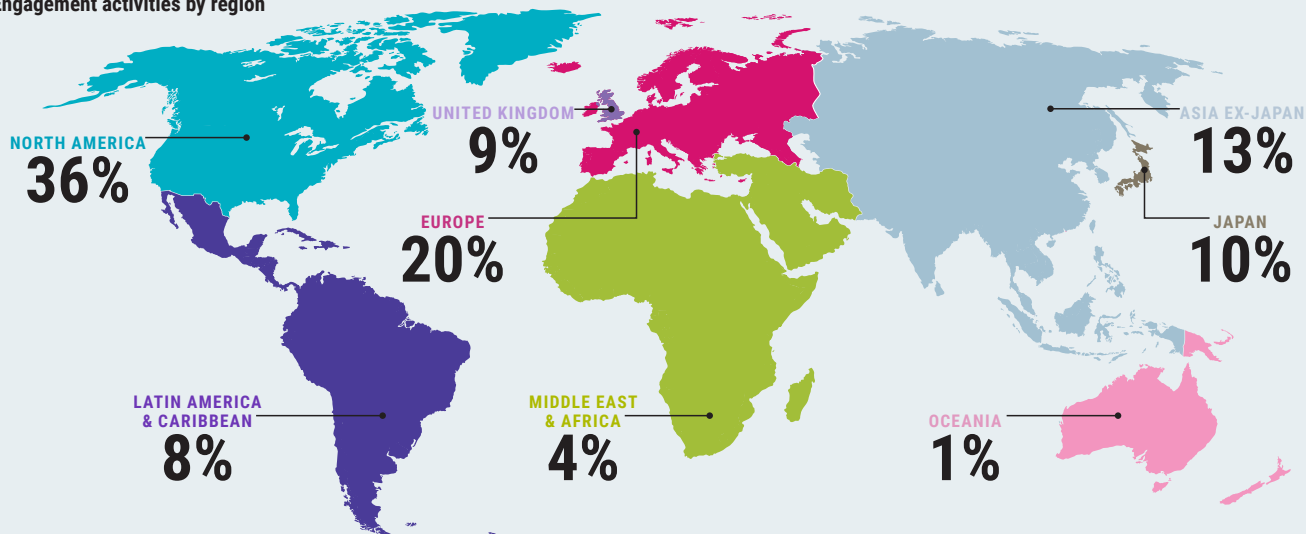 Engagement activities by region
NORTH AMERICA
36%
UNITED KINGDOM
9%
EUROPE
20%
ASIA EX-JAPAN
13%
JAPAN
10%
LATIN AMERICA
& CARIBBEAN
8%
MIDDLE EAST
& AFRICA
4%
OCEANIA
1%